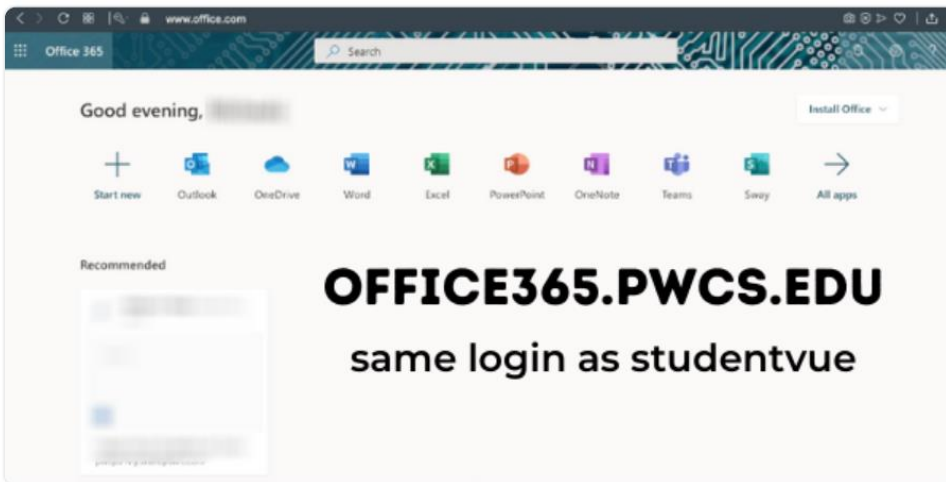 www.office.com
Office 365
Search
Good evening,
Install Office
Start new
Outlook
OneDrive
Word
Excel
PowerPoint
OneNote
Teams
Sway
All apps
Recommended
OFFICE365.PWCS.EDU
same login as studentvue